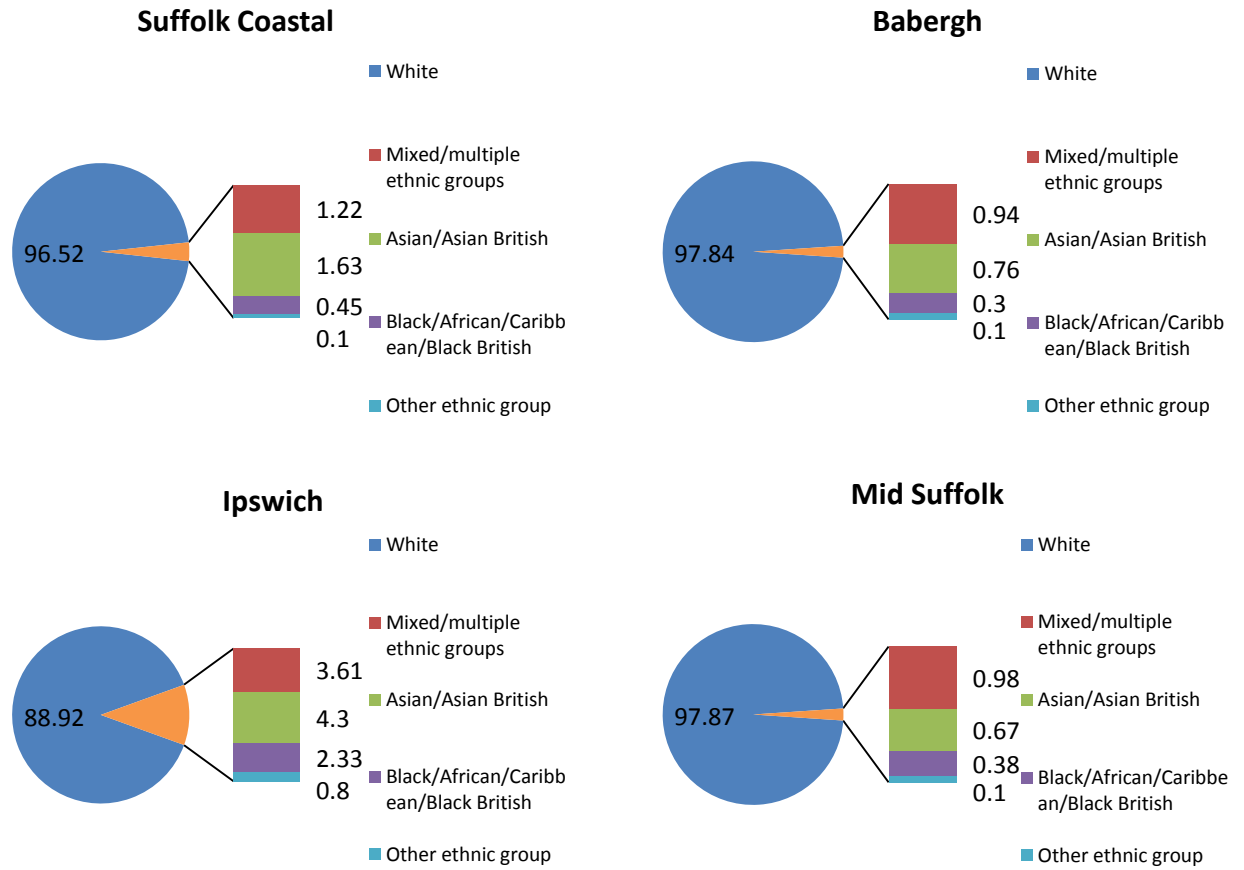 Suffolk Coastal
White
Mixed/multiple
ethnic groups
Asian/Asian British
Black/African/Caribb
ean/Black British
Other ethnic group
96.52
1.22
1.63
0.45
0.1
Babergh
White
Mixed/multiple
ethnic groups
Asian/Asian British
Black/African/Caribb
ean/Black British
Other ethnic group
97.84
0.94
0.76
0.3
0.1
Ipswich
White
Mixed/multiple
ethnic groups
Asian/Asian British
Black/African/Caribb
ean/Black British
Other ethnic group
88.92
3.61
4.3
2.33
0.8
Mid Suffolk
White
Mixed/multiple
ethnic groups
Asian/Asian British
Black/African/Caribbe
an/Black British
Other ethnic group
97.87
0.98
0.67
0.38
0.1